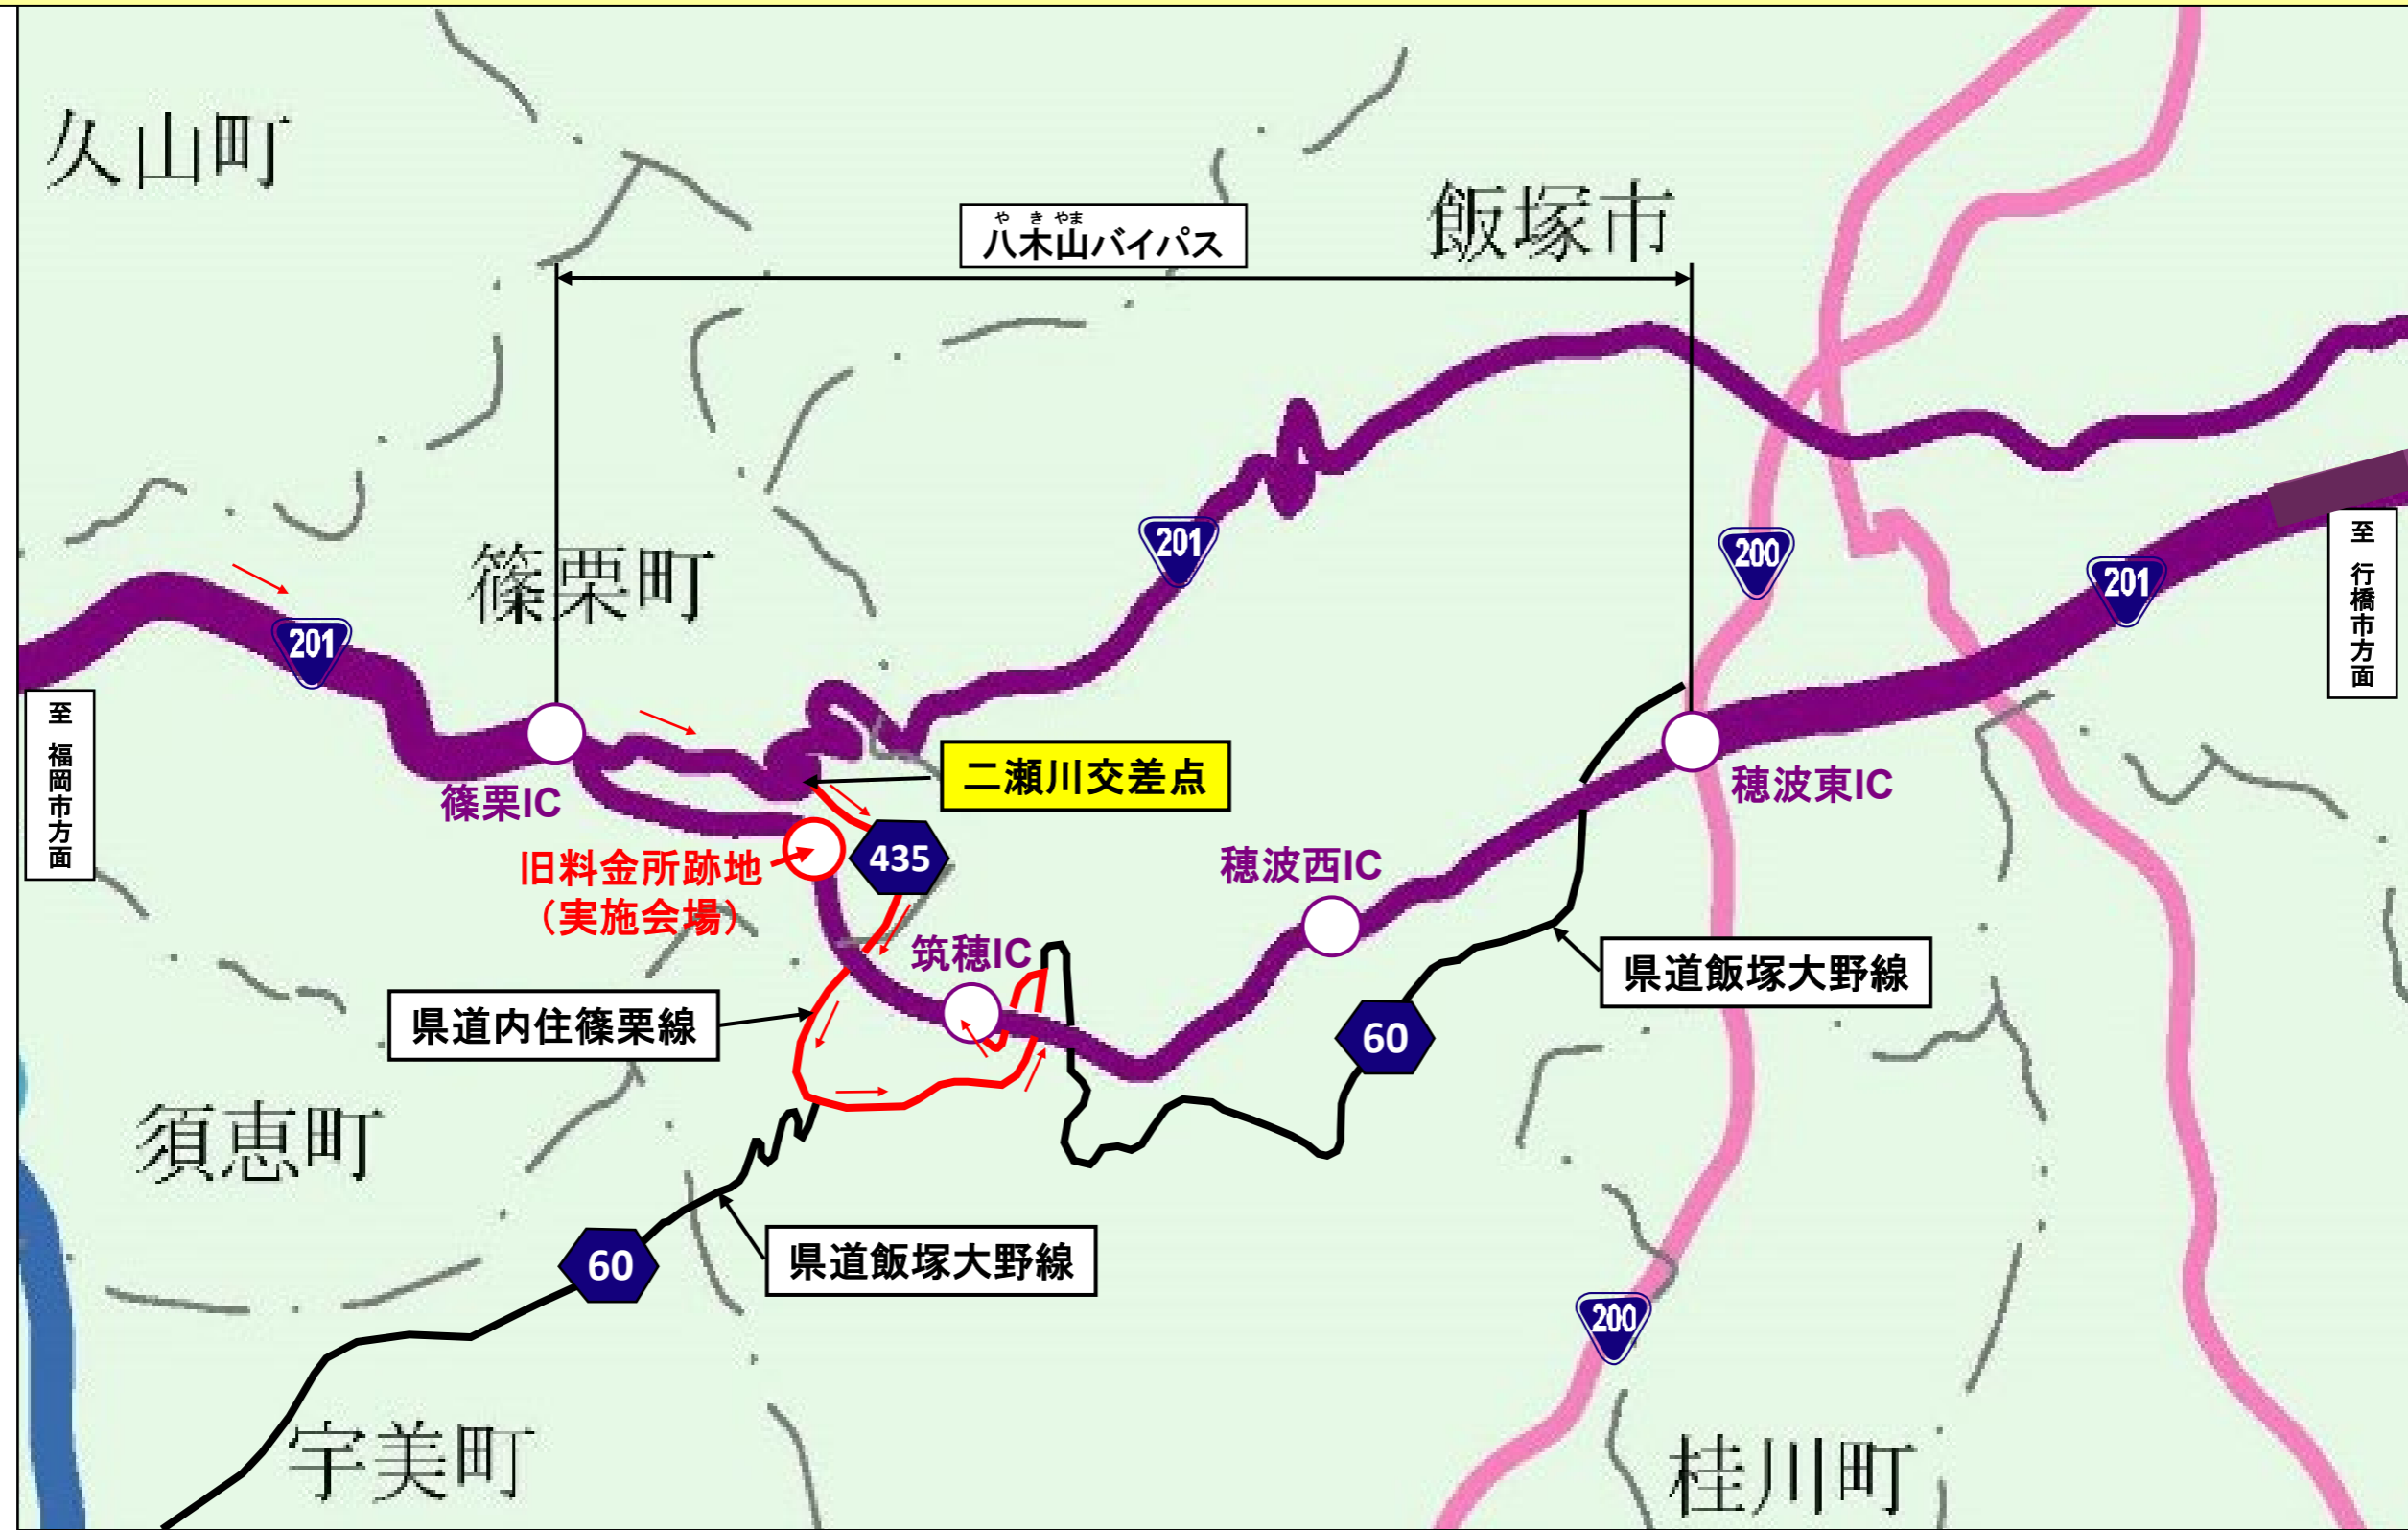 久山町
やきやま
八木山バイパス
飯塚市
201
200
201
至 行橋市方面
篠栗町
201
至 福岡市方面
篠栗IC
二瀬川交差点
穂波東IC
旧料金所跡地
（実施会場）
435
穂波西IC
筑穂IC
県道飯塚大野線
県道内住篠栗線
60
須恵町
60
県道飯塚大野線
200
宇美町
桂川町